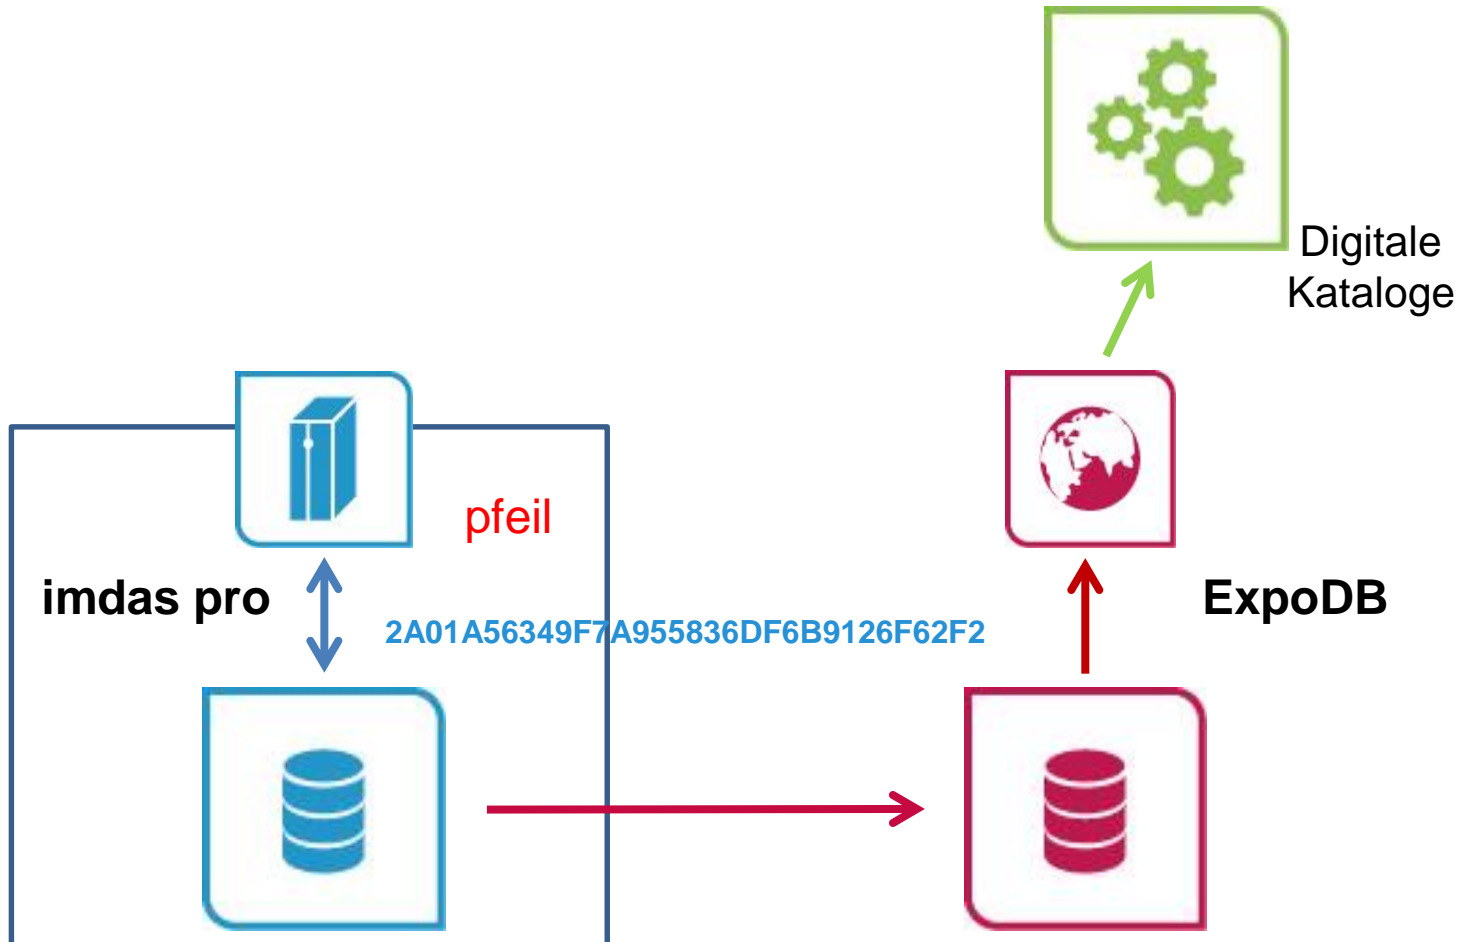 Digitale
Kataloge
pfeil
imdas pro
ExpoDB
2A01A56349F7A955836DF6B9126F62F2